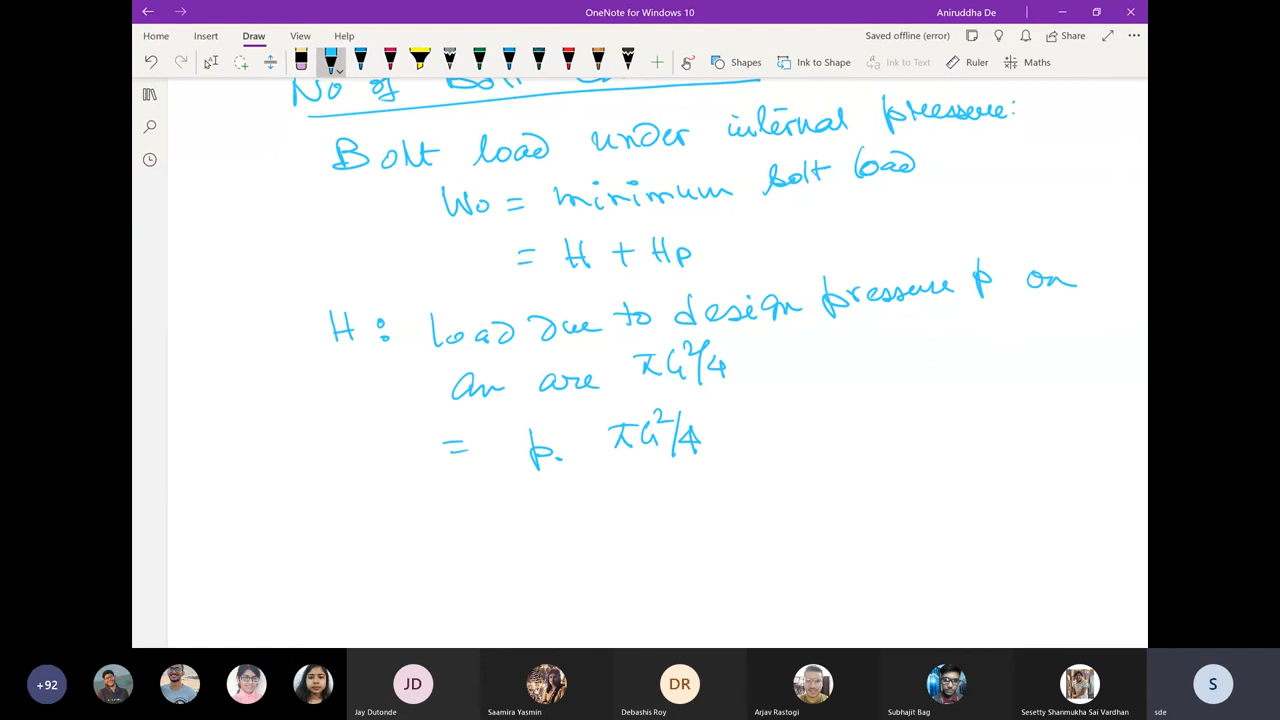 OneNote for Windows 10
Aniruddha De
Home Insert Draw View Help
Saved offline (error) Share
Shapes Ink to Shape Ink to Text Ruler Maths
No of Bolt
Bolt load under internal pressure:
Wo = minimum bolt load
= H + Hp
H : load due to design pressure p on
an are πG²/4
= p. πG²/4
+92 JD DR S
Jay Dutonde Saamira Yasmin Debashis Roy Arjav Rastogi Subhajit Bag Sesetty Shanmukha Sai Vardhan sde